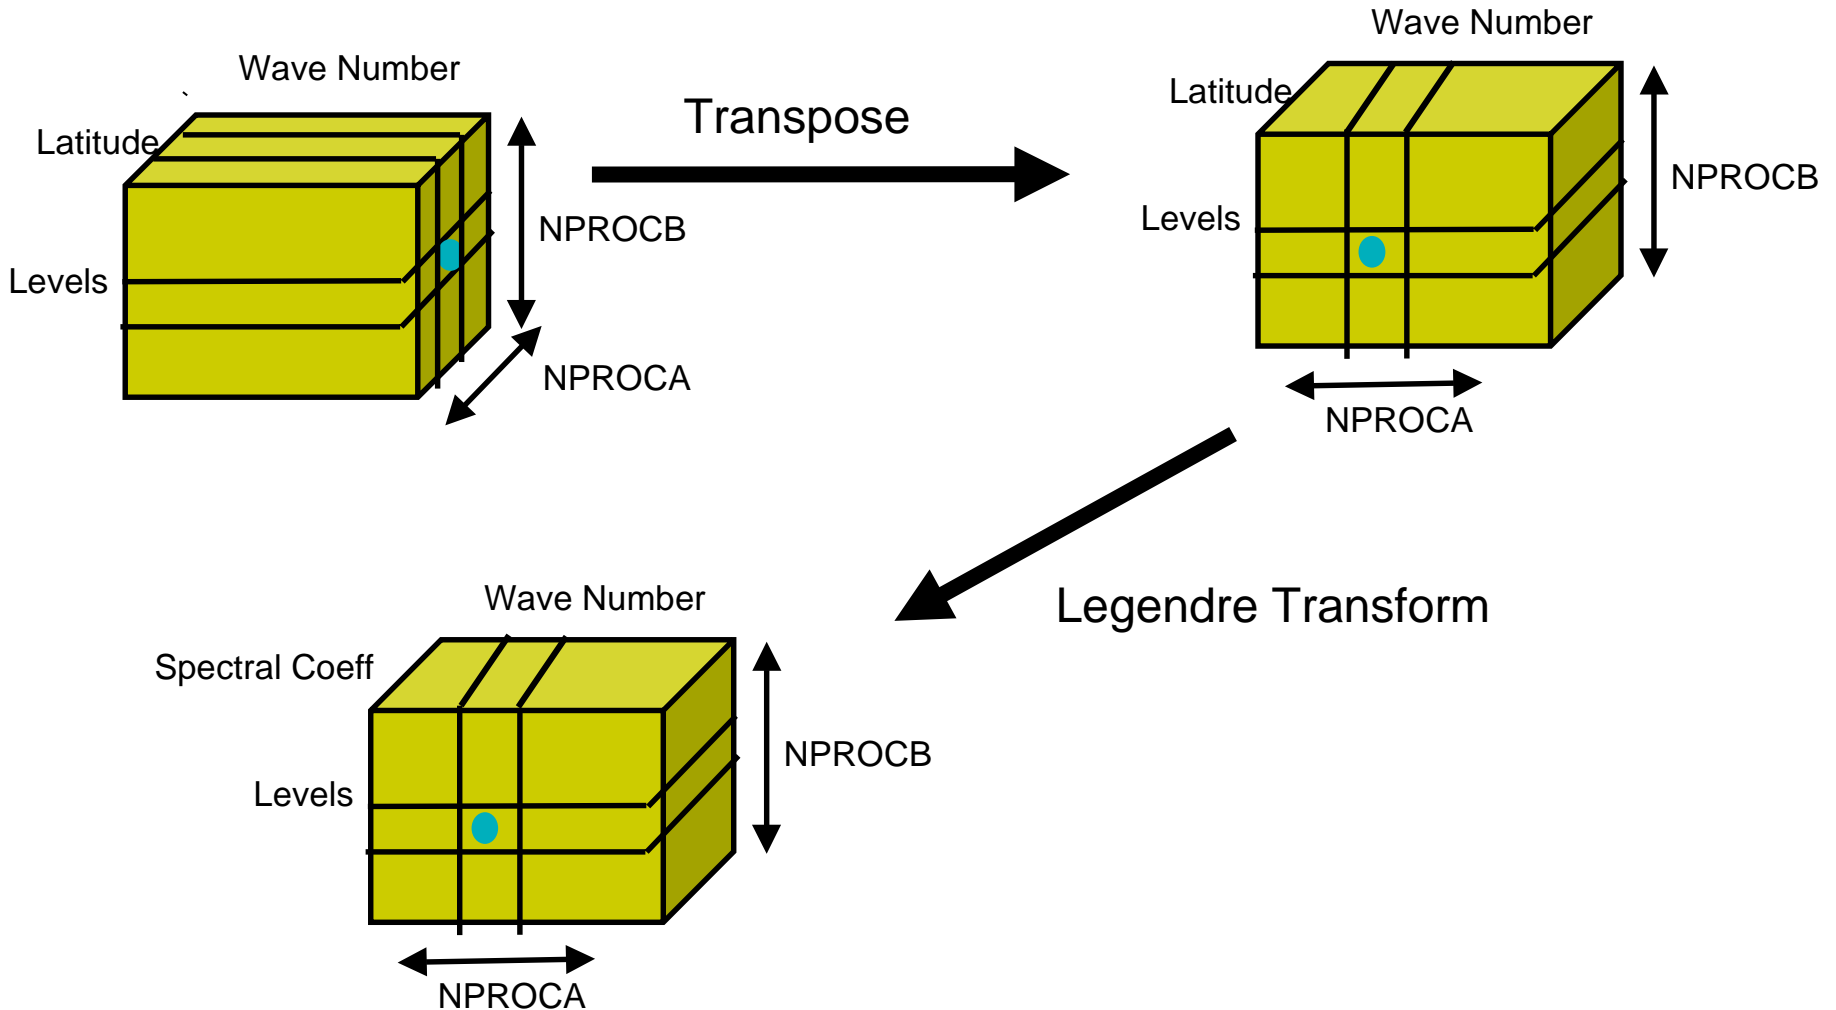 Wave Number
Latitude
Levels
NPROCB
NPROCA
Transpose
Wave Number
Latitude
Levels
NPROCB
NPROCA
Legendre Transform
Wave Number
Spectral Coeff
Levels
NPROCB
NPROCA